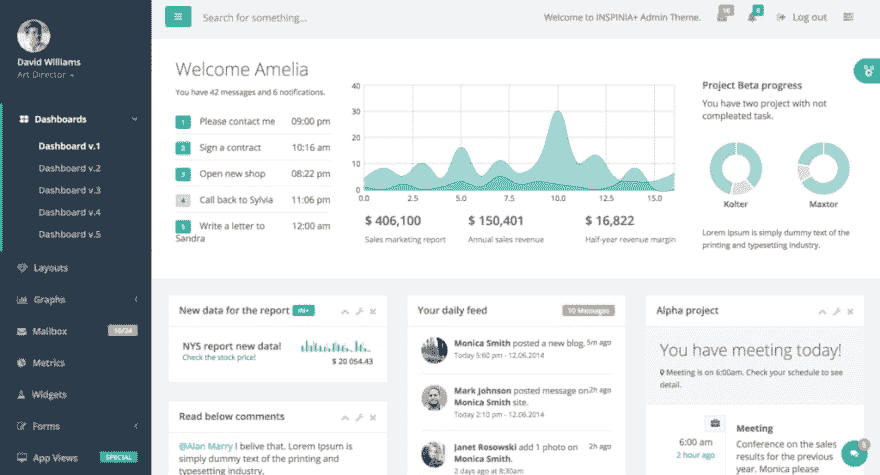 David Williams
Art Director
Dashboards
Dashboard v.1
Dashboard v.2
Dashboard v.3
Dashboard v.4
Dashboard v.5
Layouts
Graphs
Mailbox 16/24
Metrics
Widgets
Forms
App Views SPECIAL
Search for something...
Welcome to INSPINIA+ Admin Theme.
16
8
Log out
Welcome Amelia
You have 42 messages and 6 notifications.
1 Please contact me 09:00 pm
2 Sign a contract 10:16 am
3 Open new shop 08:22 pm
4 Call back to Sylvia 11:06 pm
5 Write a letter to 12:00 am
Sandra
40
30
20
10
0
0.0 2.5 5.0 7.5 10.0 12.5 15.0
$ 406,100 $ 150,401 $ 16,822
Sales marketing report Annual sales revenue Half-year revenue margin
Project Beta progress
You have two project with not
compleated task.
Kolter Maxtor
Lorem Ipsum is simply dummy text of the
printing and typesetting industry.
New data for the report IN+
NYS report new data!
Check the stock price!
$ 20 054.43
Read below comments
@Alan Marry I belive that. Lorem Ipsum is
simply dummy text of the printing and
typesetting industry.
Your daily feed 10 Messages
Monica Smith posted a new blog. 5m ago
Today 5:60 pm - 12.06.2014
Mark Johnson posted message on 2h ago
Monica Smith site.
Today 2:10 pm - 12.06.2014
Janet Rosowski add 1 photo on 2h ago
Monica Smith.
2 days ago at 8:30am
Alpha project
You have meeting today!
Meeting is on 6:00am. Check your schedule to see
detail.
6:00 am
2 hour ago
Meeting
Conference on the sales
results for the previous
year. Monica please
5